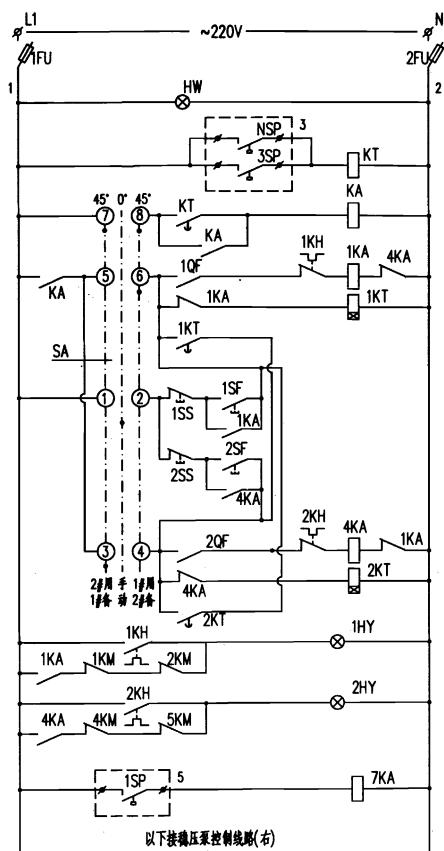 L1 ~220V N
1FU 2FU
1 2
HW
NSP 3
3SP KT
45° 0° 45° KT KA
7 8
KA
1KH 1KA 4KA
KA 5 6 1QF
1KA 1KT
1KT
SA
1 2 1SS 1SF
1KA
2SS 2SF
4KA
2KH 4KA 1KA
3 4 2QF
4KA 2KT
2#用 手 1#用
1#备 动 2#备
2KT
1KH 1HY
1KA 1KM 2KM
2KH 2HY
4KA 4KM 5KM
1SP 5 7KA
以下接稳压泵控制线路(右)